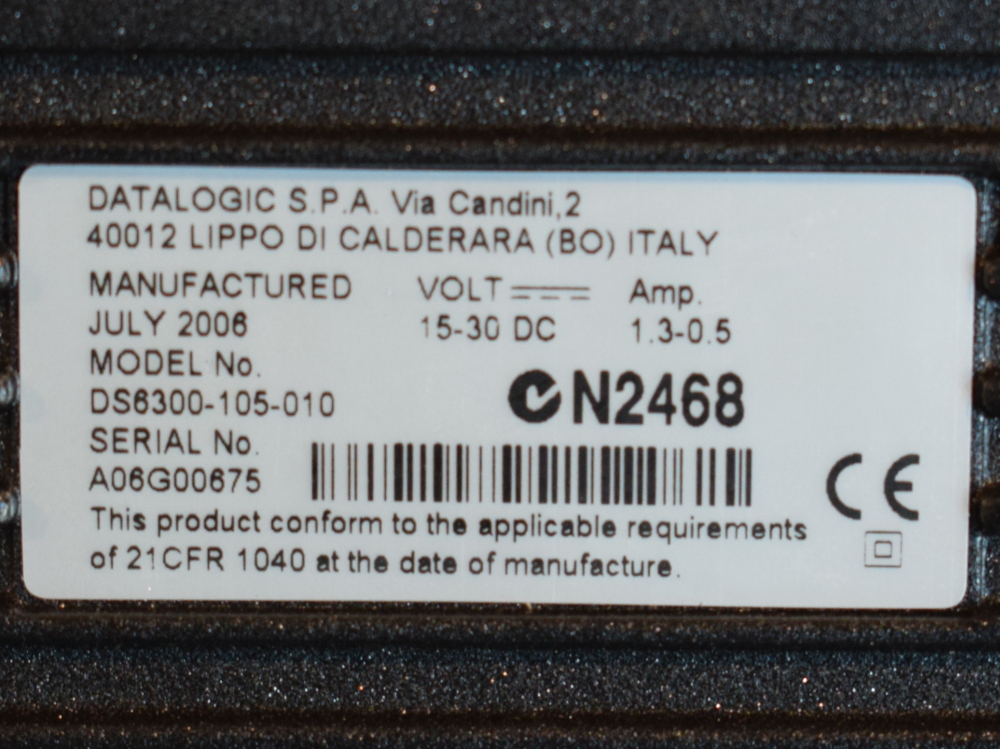 DATALOGIC S.P.A. Via Candini,2
40012 LIPPO DI CALDERARA (BO) ITALY
MANUFACTURED VOLT Amp.
JULY 2006 15-30 DC 1.3-0.5
MODEL No.
DS6300-105-010
N2468
SERIAL No.
A06G00675
CE
This product conform to the applicable requirements
of 21CFR 1040 at the date of manufacture.